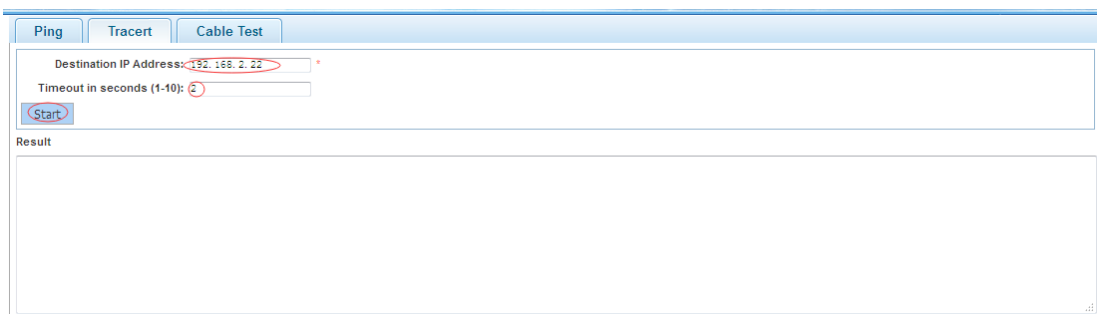 Ping Tracert Cable Test
Destination IP Address: 192.168.2.22 *
Timeout in seconds (1-10): 2
Start
Result